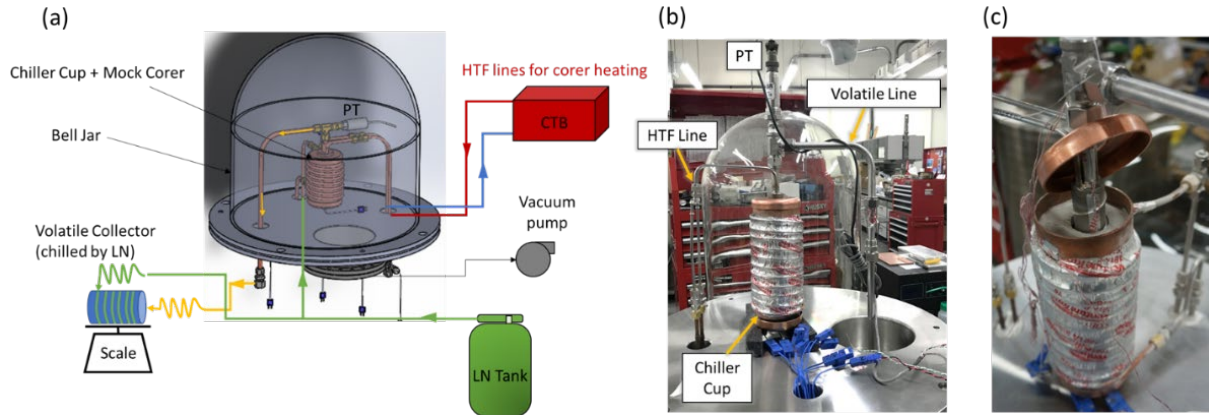 (a)
Chiller Cup + Mock Corer
PT
HTF lines for corer heating
CTB
Bell Jar
Vacuum
pump
Volatile Collector
(chilled by LN)
Scale
LN Tank
(b)
PT
Volatile Line
HTF Line
Chiller
Cup
(c)